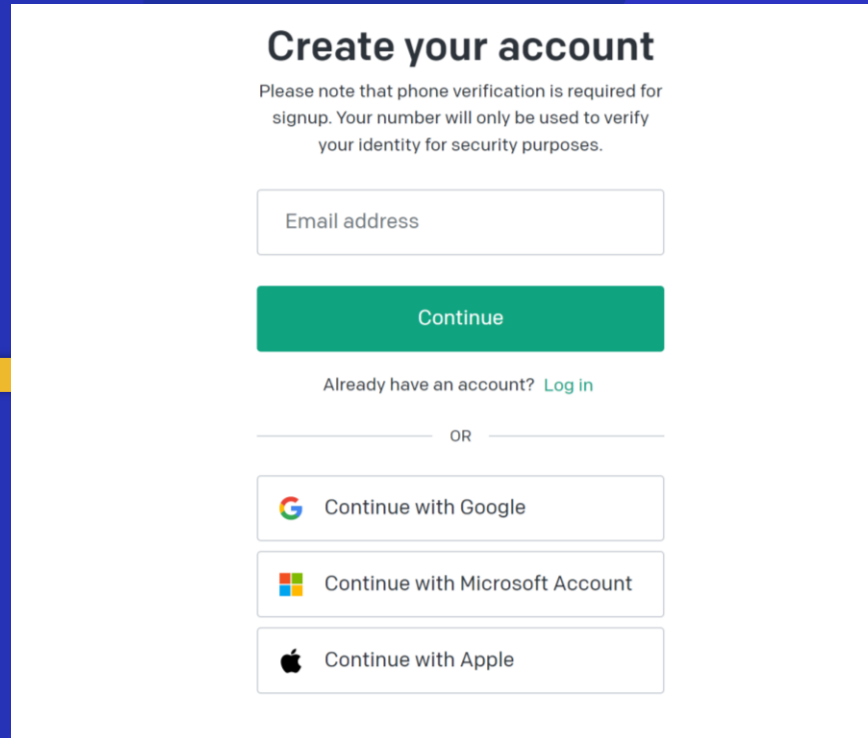 Create your account
Please note that phone verification is required for
signup. Your number will only be used to verify
your identity for security purposes.
Email address
Continue
Already have an account? Log in
OR
Continue with Google
Continue with Microsoft Account
Continue with Apple